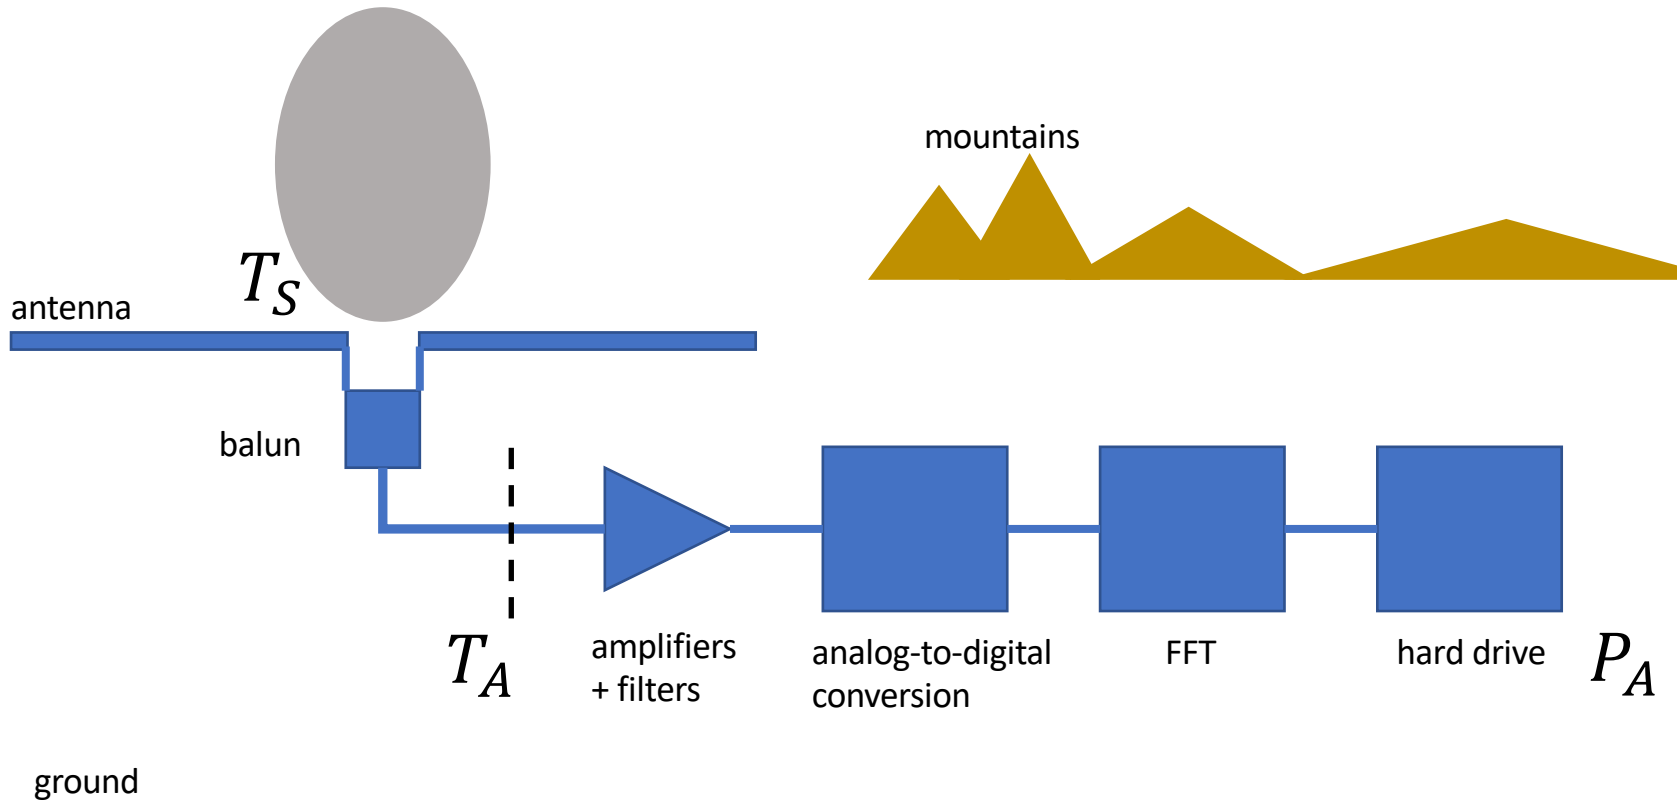 mountains
T_S
antenna
balun
T_A
amplifiers
+ filters
analog-to-digital
conversion
FFT
hard drive
P_A
ground